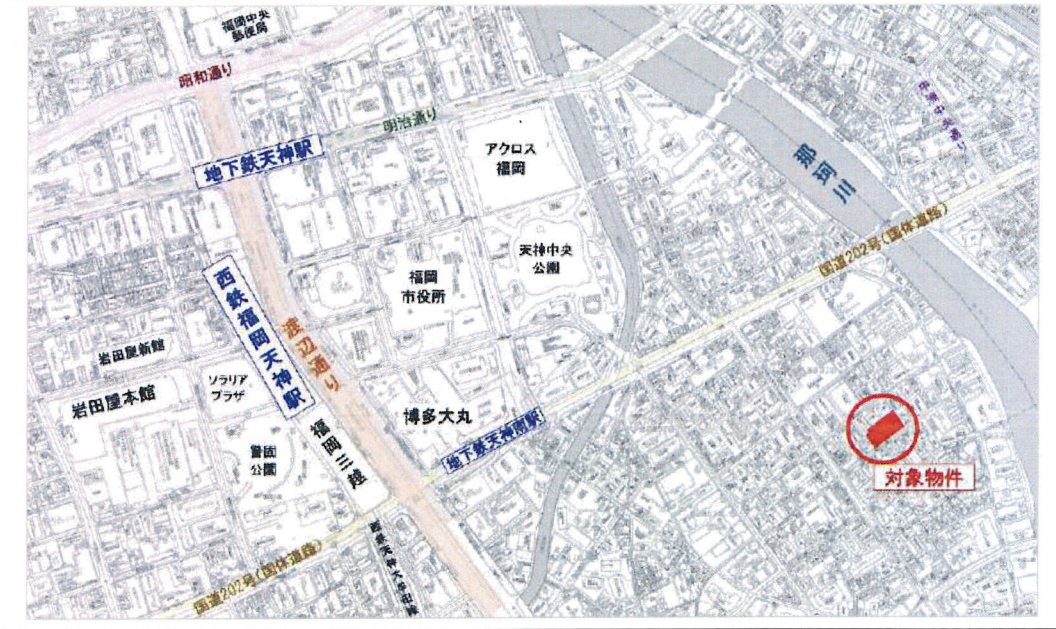 福岡中央
郵便局
昭和通り
明治通り
地下鉄天神駅
アクロス
福岡
那珂川
国道202号(国体道路)
天神中央
公園
福岡
市役所
西鉄福岡天神駅
渡辺通り
岩田屋新館
ソラリア
プラザ
岩田屋本館
博多大丸
地下鉄天神南駅
福岡三越
警固
公園
対象物件
国道202号(国体道路)